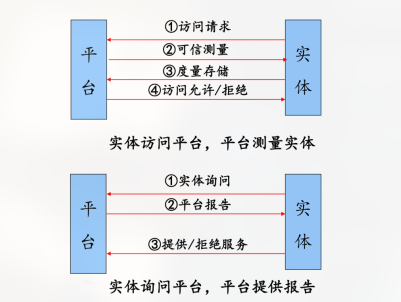 ①访问请求
②可信测量
③度量存储
④访问允许/拒绝
平台
实体
实体访问平台，平台测量实体
①实体询问
②平台报告
③提供/拒绝服务
平台
实体
实体询问平台，平台提供报告